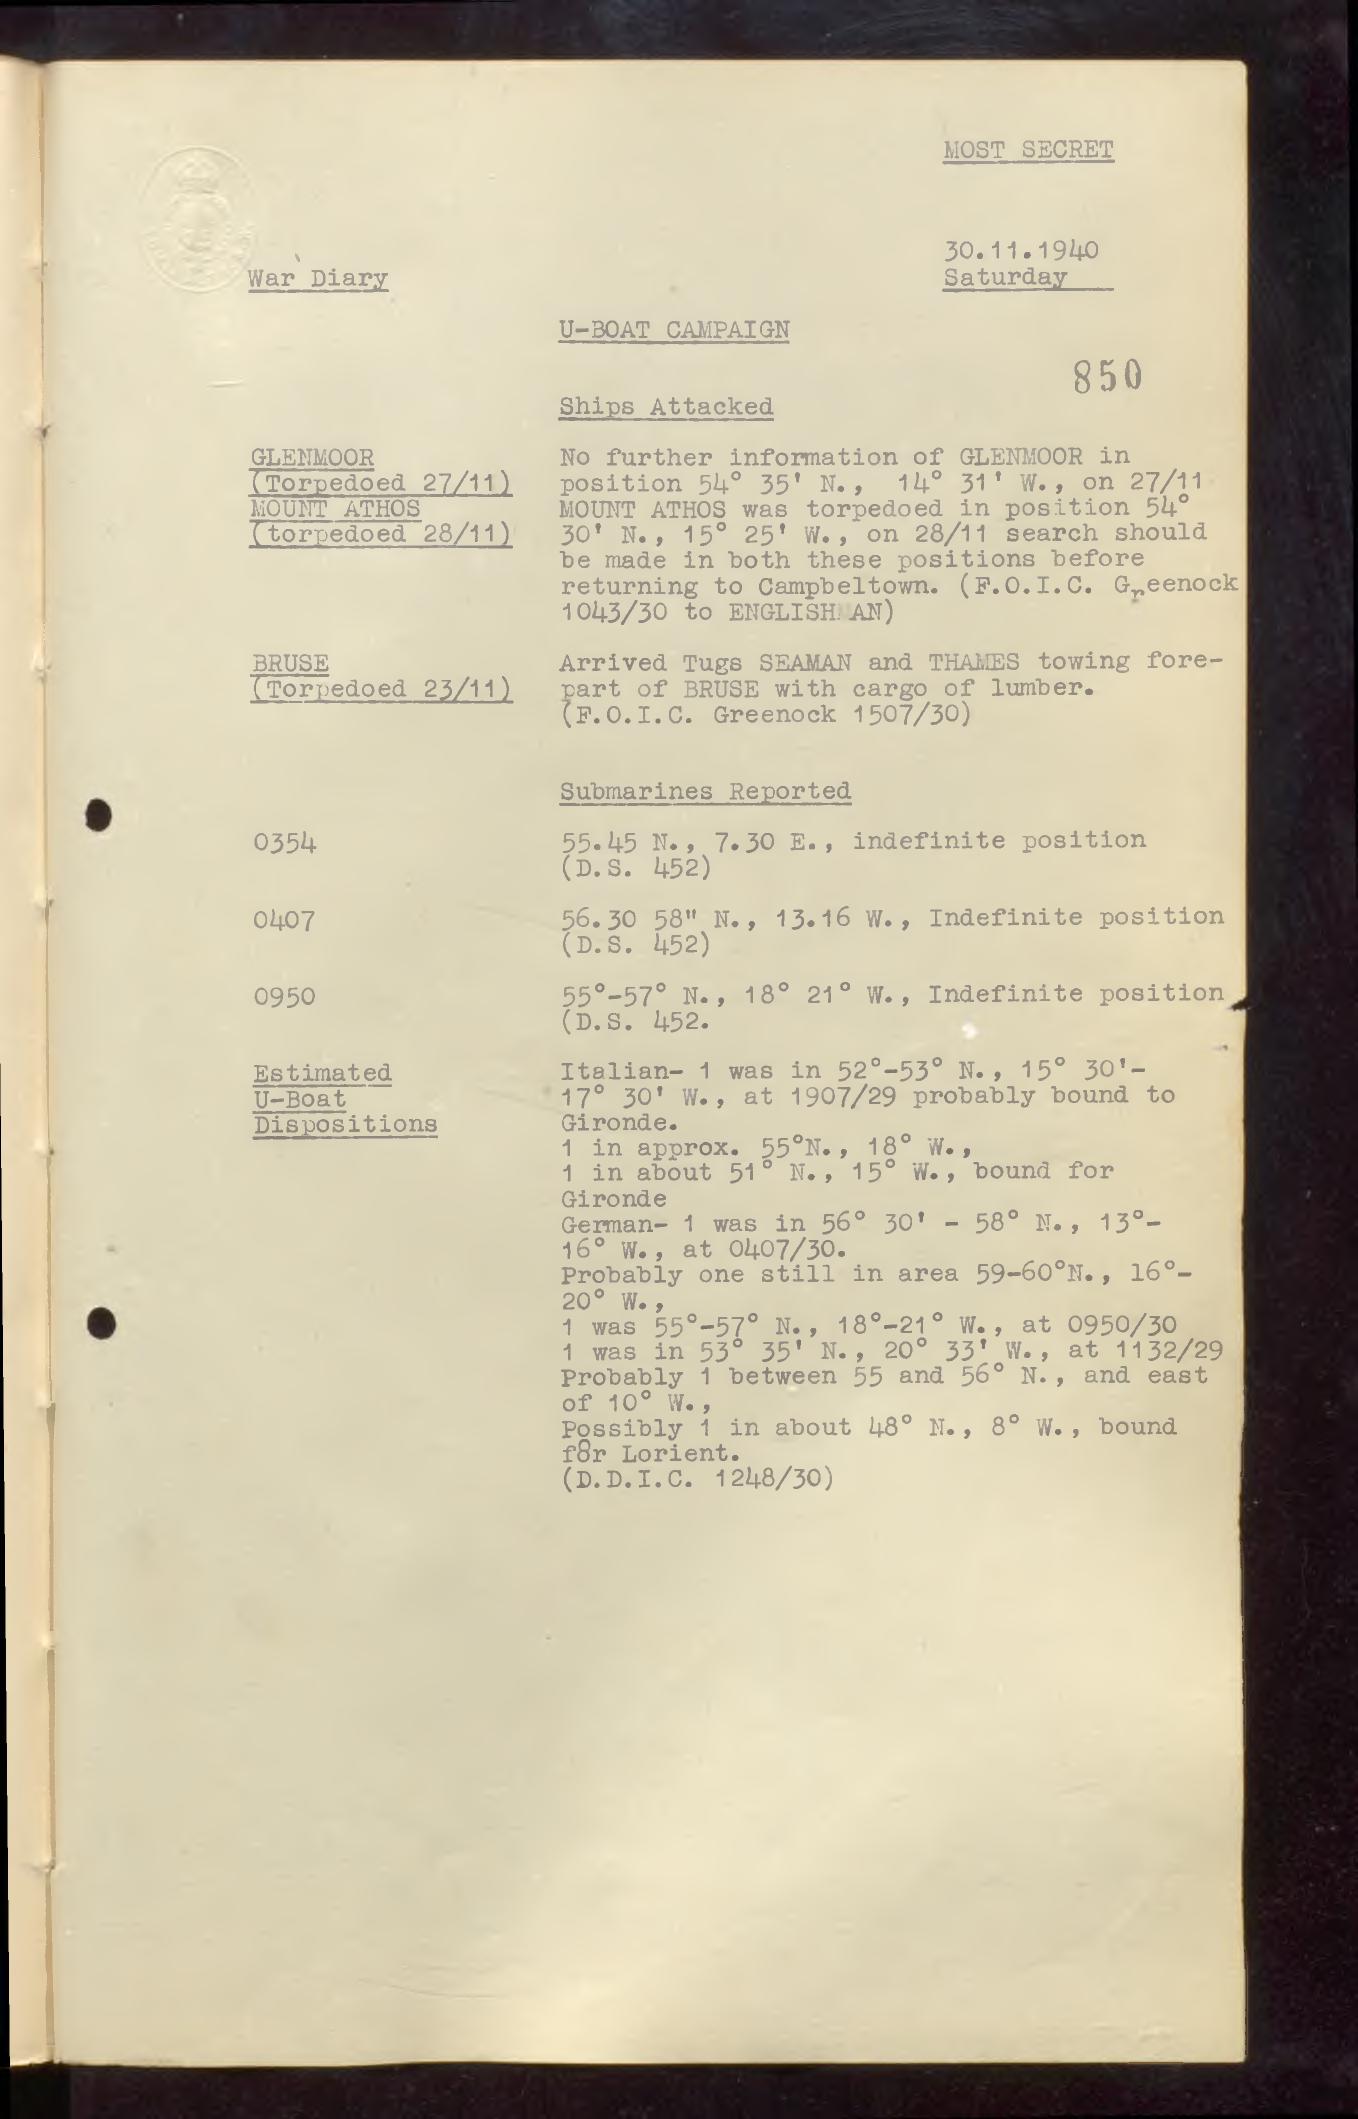 MOST SECRET
30.11.1940
War Diary
Saturday
U-BOAT CAMPAIGN
850
Ships Attacked
GLENMOOR
(Torpedoed 27/11)
MOUNT ATHOS
(torpedoed 28/11)
No further information of GLENMOOR in
position 54° 35' N., 14° 31' W., on 27/11
MOUNT ATHOS was torpedoed in position 54°
30' N., 15° 25' W., on 28/11 search should
be made in both these positions before
returning to Campbeltown. (F.O.I.C. Greenock
1043/30 to ENGLISHMAN)
BRUSE
(Torpedoed 23/11)
Arrived Tugs SEAMAN and THAMES towing fore-
part of BRUSE with cargo of lumber.
(F.O.I.C. Greenock 1507/30)
Submarines Reported
0354
55.45 N., 7.30 E., indefinite position
(D.S. 452)
0407
56.30 58" N., 13.16 W., Indefinite position
(D.S. 452)
0950
55°-57° N., 18° 21° W., Indefinite position
(D.S. 452.
Estimated
U-Boat
Dispositions
Italian- 1 was in 52°-53° N., 15° 30'-
17° 30' W., at 1907/29 probably bound to
Gironde.
1 in approx. 55°N., 18° W.,
1 in about 51° N., 15° W., bound for
Gironde
German- 1 was in 56° 30' - 58° N., 13°-
16° W., at 0407/30.
Probably one still in area 59-60°N., 16°-
20° W.,
1 was 55°-57° N., 18°-21° W., at 0950/30
1 was in 53° 35' N., 20° 33' W., at 1132/29
Probably 1 between 55 and 56° N., and east
of 10° W.,
Possibly 1 in about 48° N., 8° W., bound
f8r Lorient.
(D.D.I.C. 1248/30)